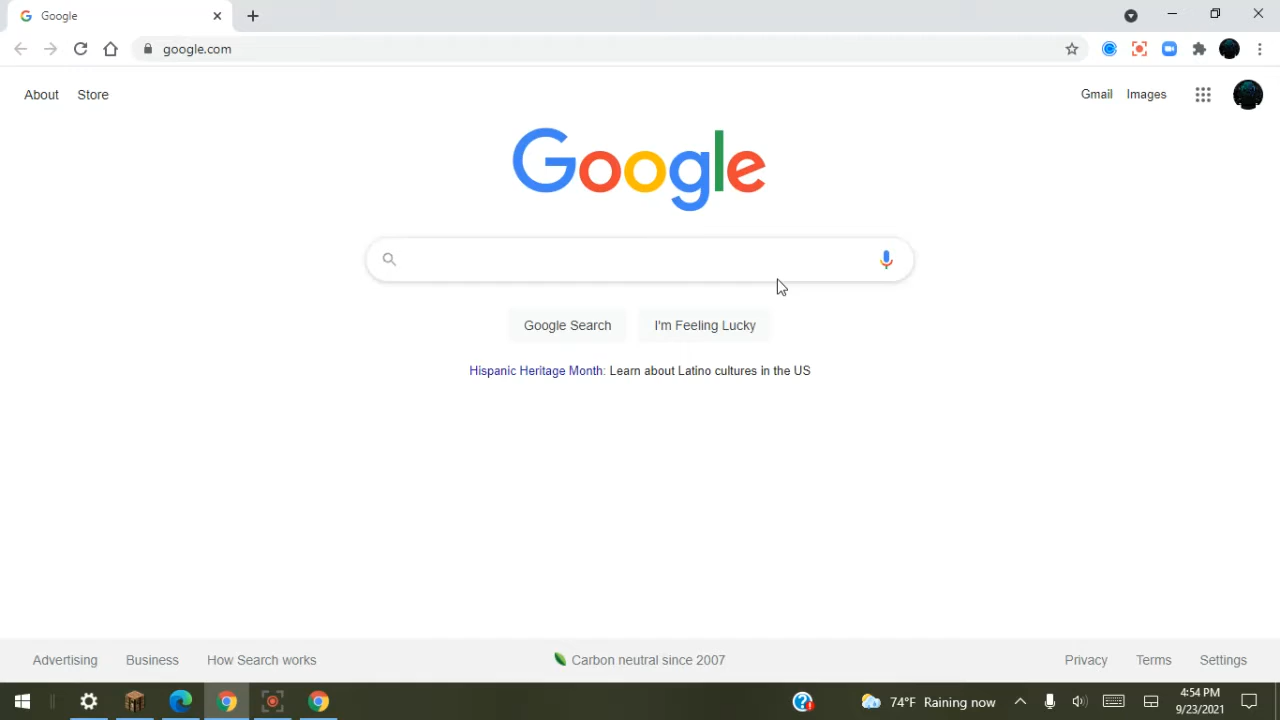 Google
google.com
About Store Gmail Images
Google
Google Search I'm Feeling Lucky
Hispanic Heritage Month: Learn about Latino cultures in the US
Advertising Business How Search works Carbon neutral since 2007 Privacy Terms Settings
74°F Raining now 4:54 PM
9/23/2021